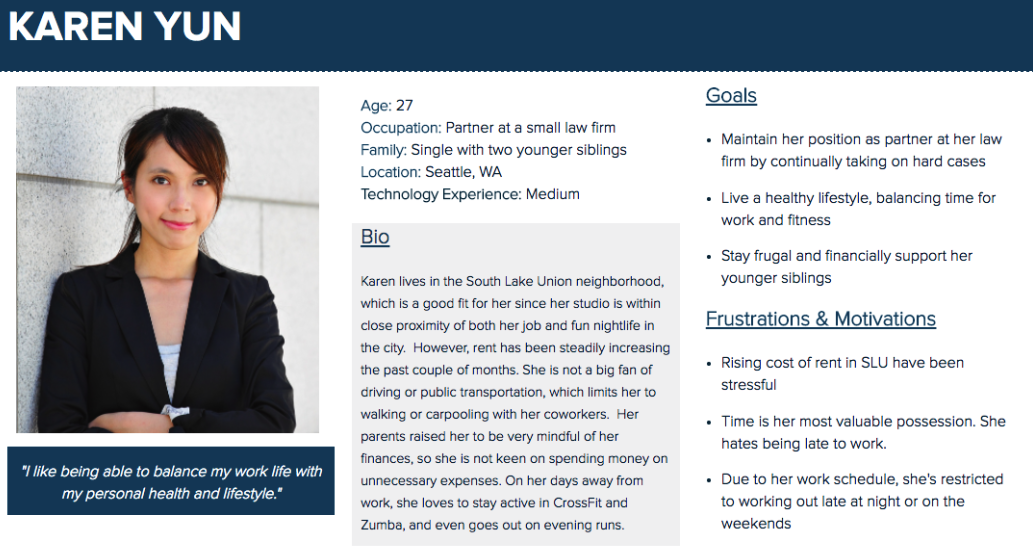 KAREN YUN
"I like being able to balance my work life with
my personal health and lifestyle."
Age: 27
Occupation: Partner at a small law firm
Family: Single with two younger siblings
Location: Seattle, WA
Technology Experience: Medium
Bio
Karen lives in the South Lake Union neighborhood,
which is a good fit for her since her studio is within
close proximity of both her job and fun nightlife in
the city. However, rent has been steadily increasing
the past couple of months. She is not a big fan of
driving or public transportation, which limits her to
walking or carpooling with her coworkers. Her
parents raised her to be very mindful of her
finances, so she is not keen on spending money on
unnecessary expenses. On her days away from
work, she loves to stay active in CrossFit and
Zumba, and even goes out on evening runs.
Goals
• Maintain her position as partner at her law
firm by continually taking on hard cases
• Live a healthy lifestyle, balancing time for
work and fitness
• Stay frugal and financially support her
younger siblings
Frustrations & Motivations
• Rising cost of rent in SLU have been
stressful
• Time is her most valuable possession. She
hates being late to work.
• Due to her work schedule, she's restricted
to working out late at night or on the
weekends